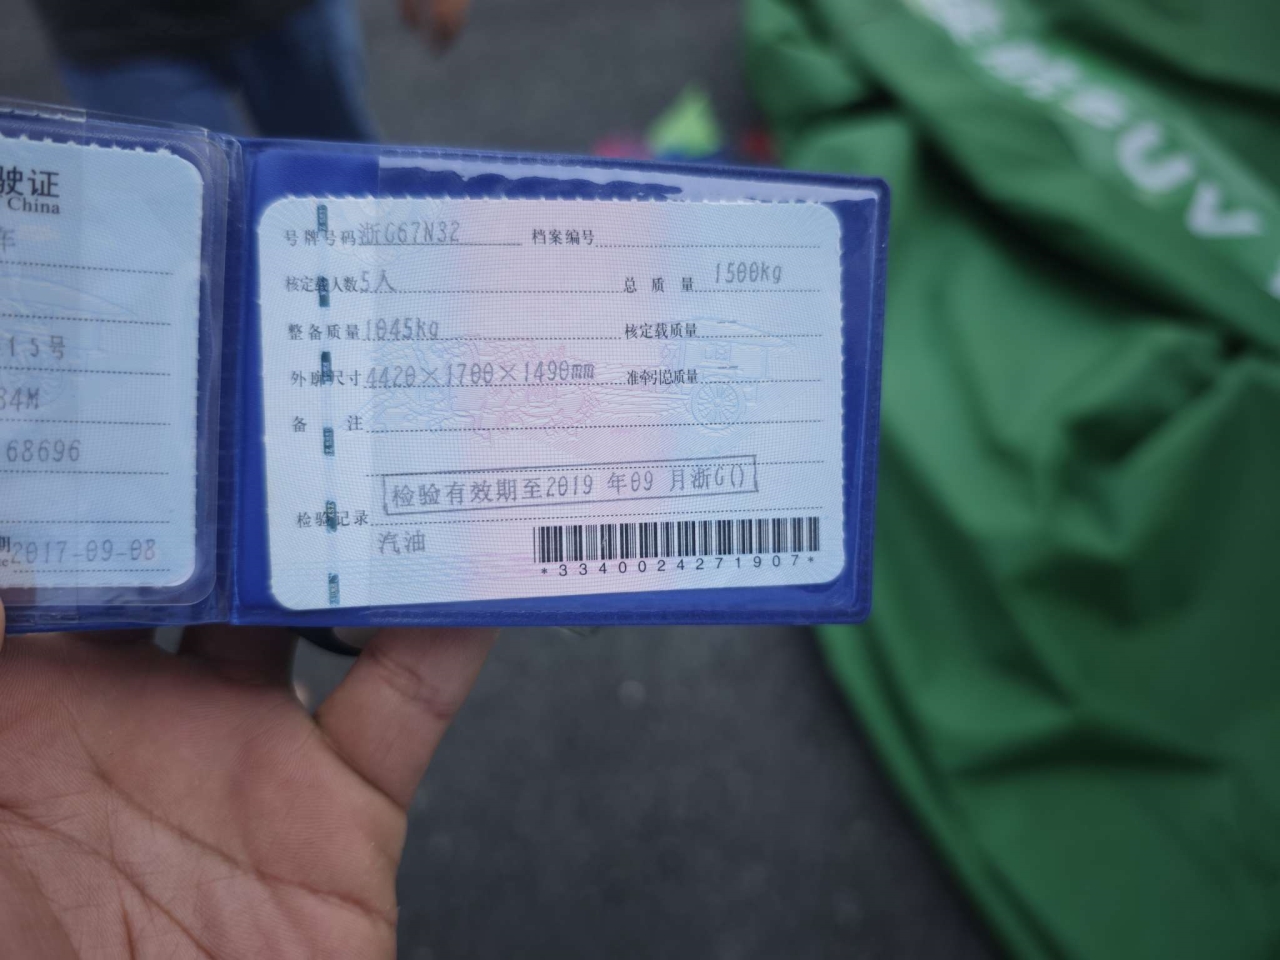 驶证
China
年
15号
34M
68696
2017-09-08
号牌号码 浙G67N32 档案编号
核定载人数 5人 总质量 1500kg
整备质量 1045kg 核定载质量 --
外廓尺寸 4420×1700×1490mm 准牵引总质量 --
备注
检验有效期至2019年09月浙G()
检验记录
汽油
*3340024271907*